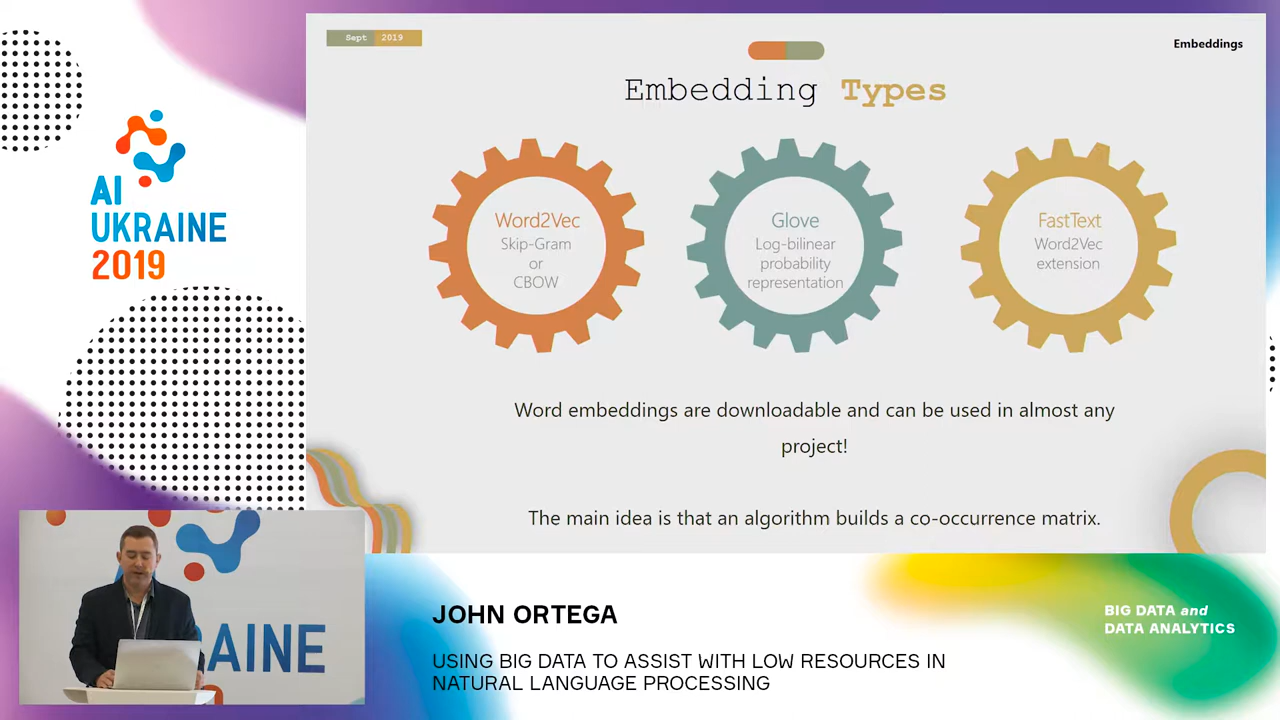 Sept 2019
Embeddings
Embedding Types
Word2Vec
Skip-Gram
or
CBOW
Glove
Log-bilinear
probability
representation
FastText
Word2Vec
extension
Word embeddings are downloadable and can be used in almost any
project!
The main idea is that an algorithm builds a co-occurrence matrix.
AI
UKRAINE
2019
RAINE
JOHN ORTEGA
USING BIG DATA TO ASSIST WITH LOW RESOURCES IN
NATURAL LANGUAGE PROCESSING
BIG DATA and
DATA ANALYTICS